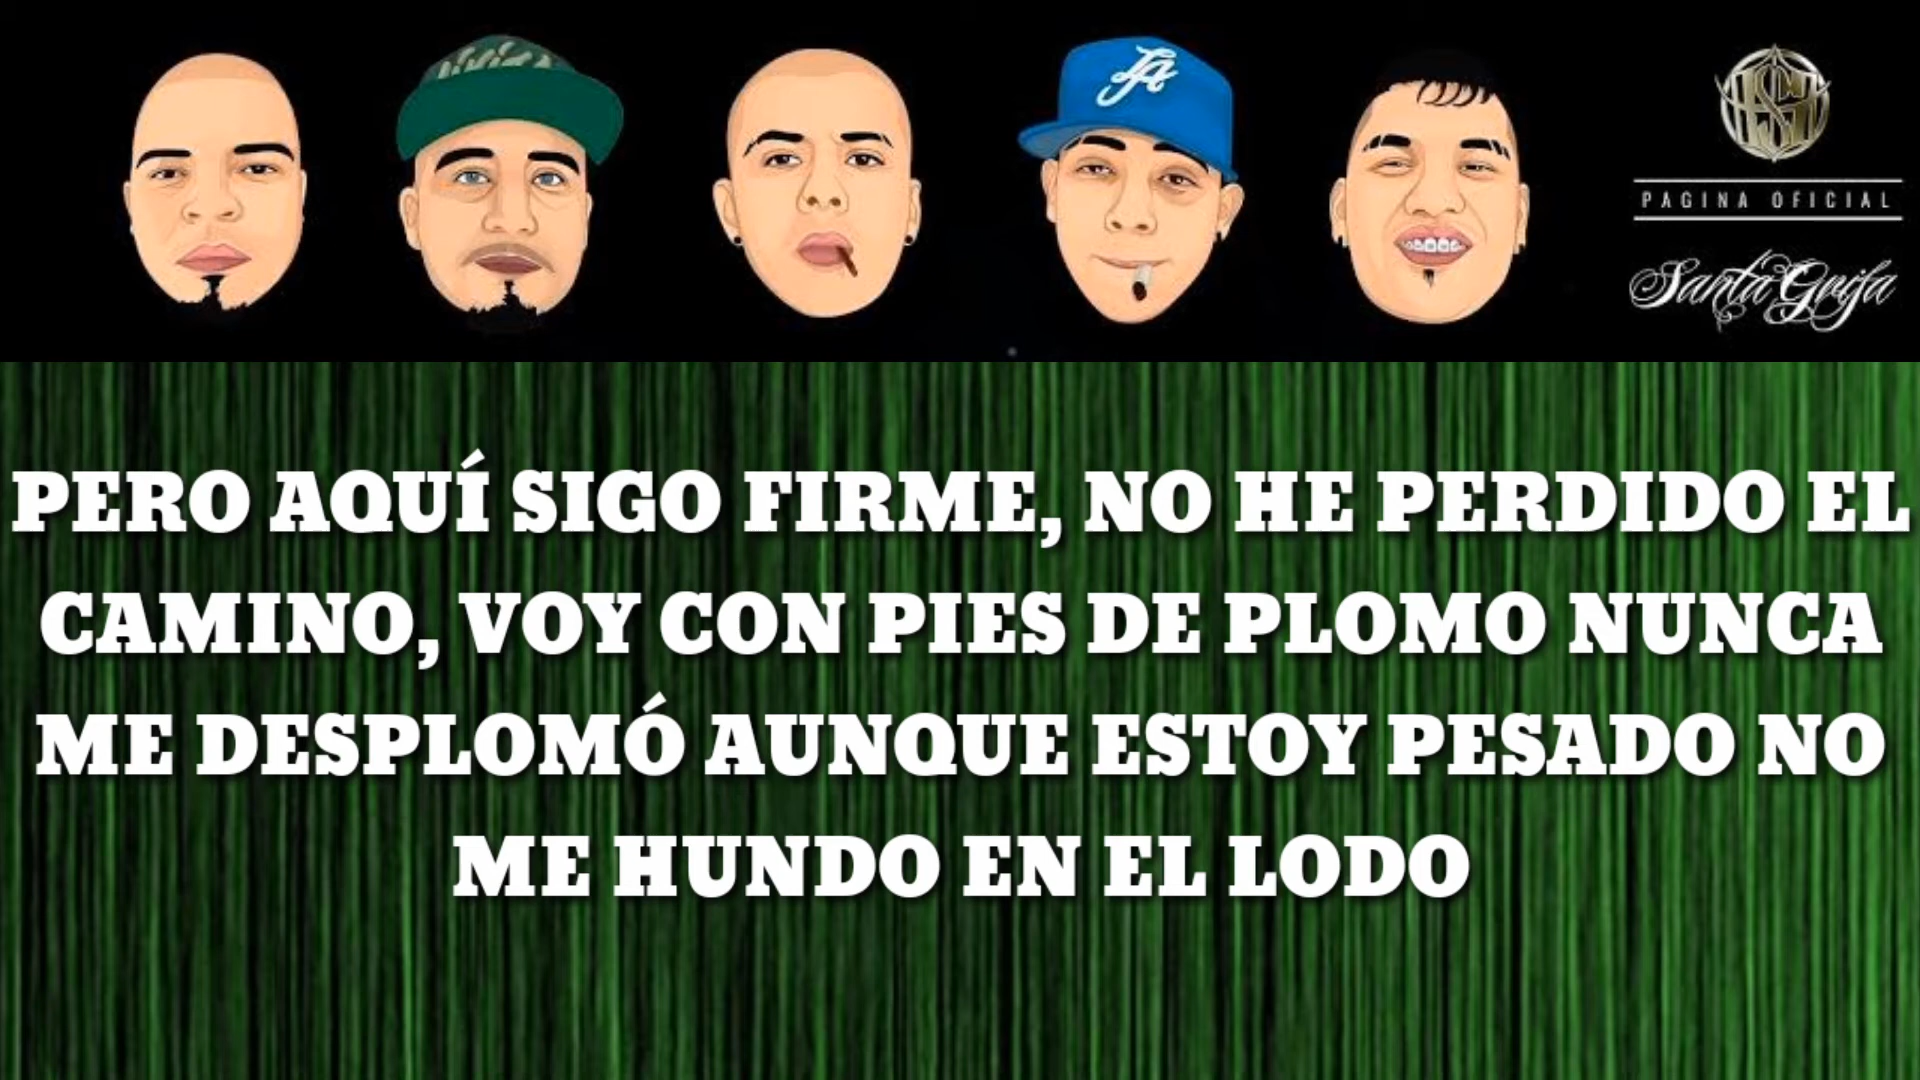 PAGINA OFICIAL
Santa Grifa
PERO AQUÍ SIGO FIRME, NO HE PERDIDO EL
CAMINO, VOY CON PIES DE PLOMO NUNCA
ME DESPLOMÓ AUNQUE ESTOY PESADO NO
ME HUNDO EN EL LODO